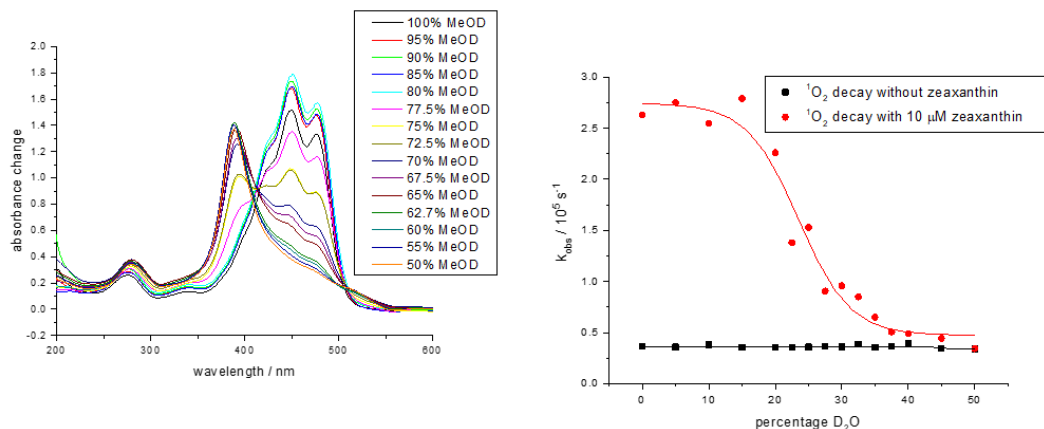 absorbance change
2.0
1.8
1.6
1.4
1.2
1.0
0.8
0.6
0.4
0.2
0.0
-0.2
200
300
400
500
600
wavelength / nm
100% MeOD
95% MeOD
90% MeOD
85% MeOD
80% MeOD
77.5% MeOD
75% MeOD
72.5% MeOD
70% MeOD
67.5% MeOD
65% MeOD
62.7% MeOD
60% MeOD
55% MeOD
50% MeOD
K_obs / 10^5 s^-1
3.0
2.5
2.0
1.5
1.0
0.5
0.0
0
10
20
30
40
50
percentage D₂O
¹O₂ decay without zeaxanthin
¹O₂ decay with 10 μM zeaxanthin